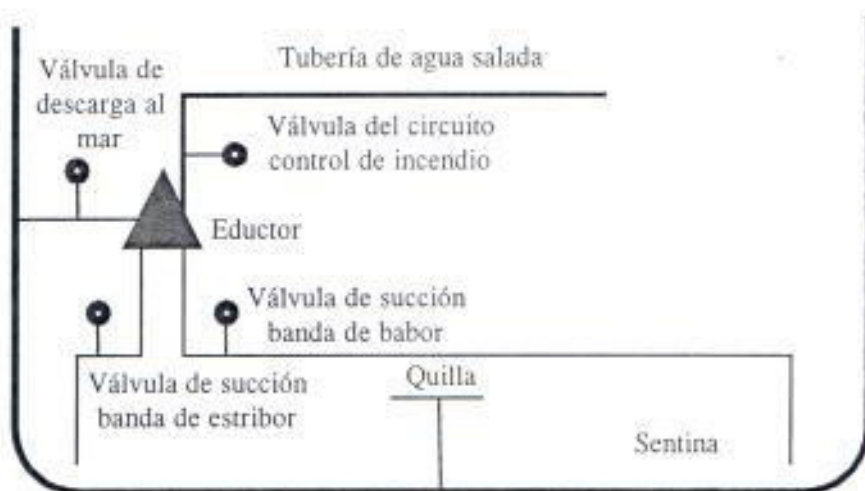 Válvula de
descarga al
mar
Tubería de agua salada
Válvula del circuíto
control de incendio
Eductor
Válvula de succión
banda de babor
Válvula de succión
banda de estribor
Quilla
Sentina